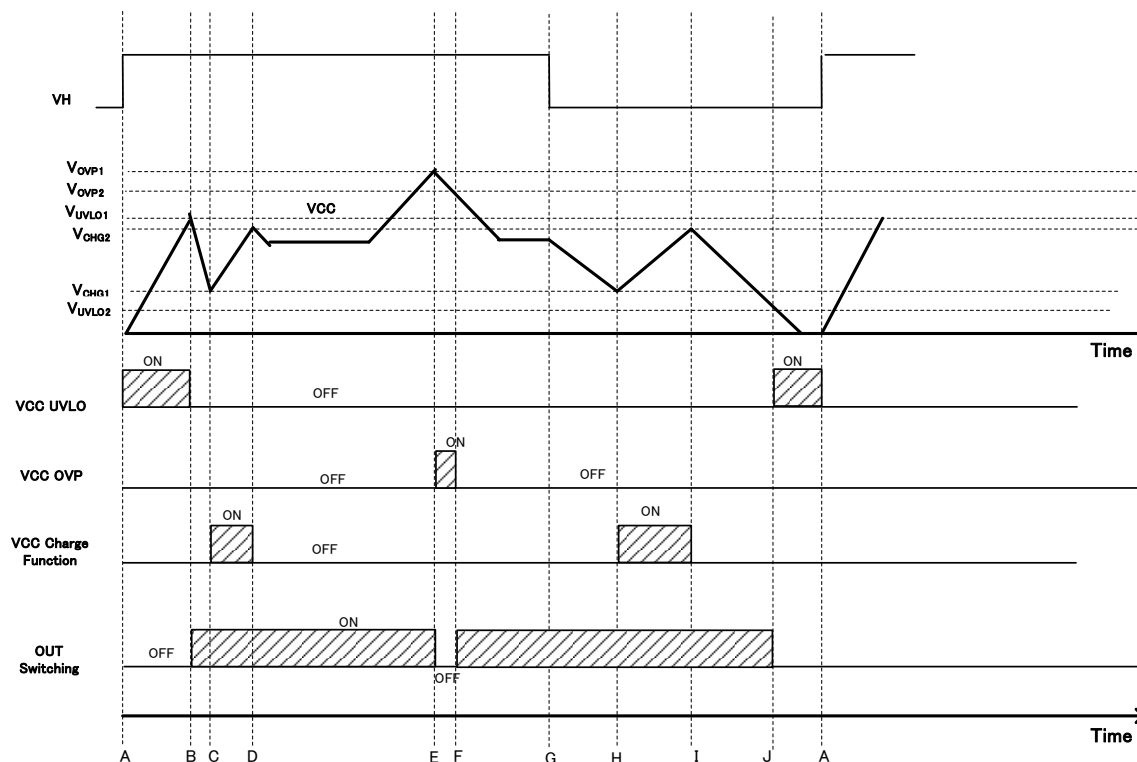 VH
VOVP1
VOVP2
VUVLO1
VCC
VCHG2
VCHG1
VUVLO2
Time
ON
VCC UVLO
OFF
ON
ON
VCC OVP
OFF
OFF
ON
VCC Charge
Function
OFF
ON
ON
OUT
Switching
OFF
OFF
Time
A B C D E F G H I J A